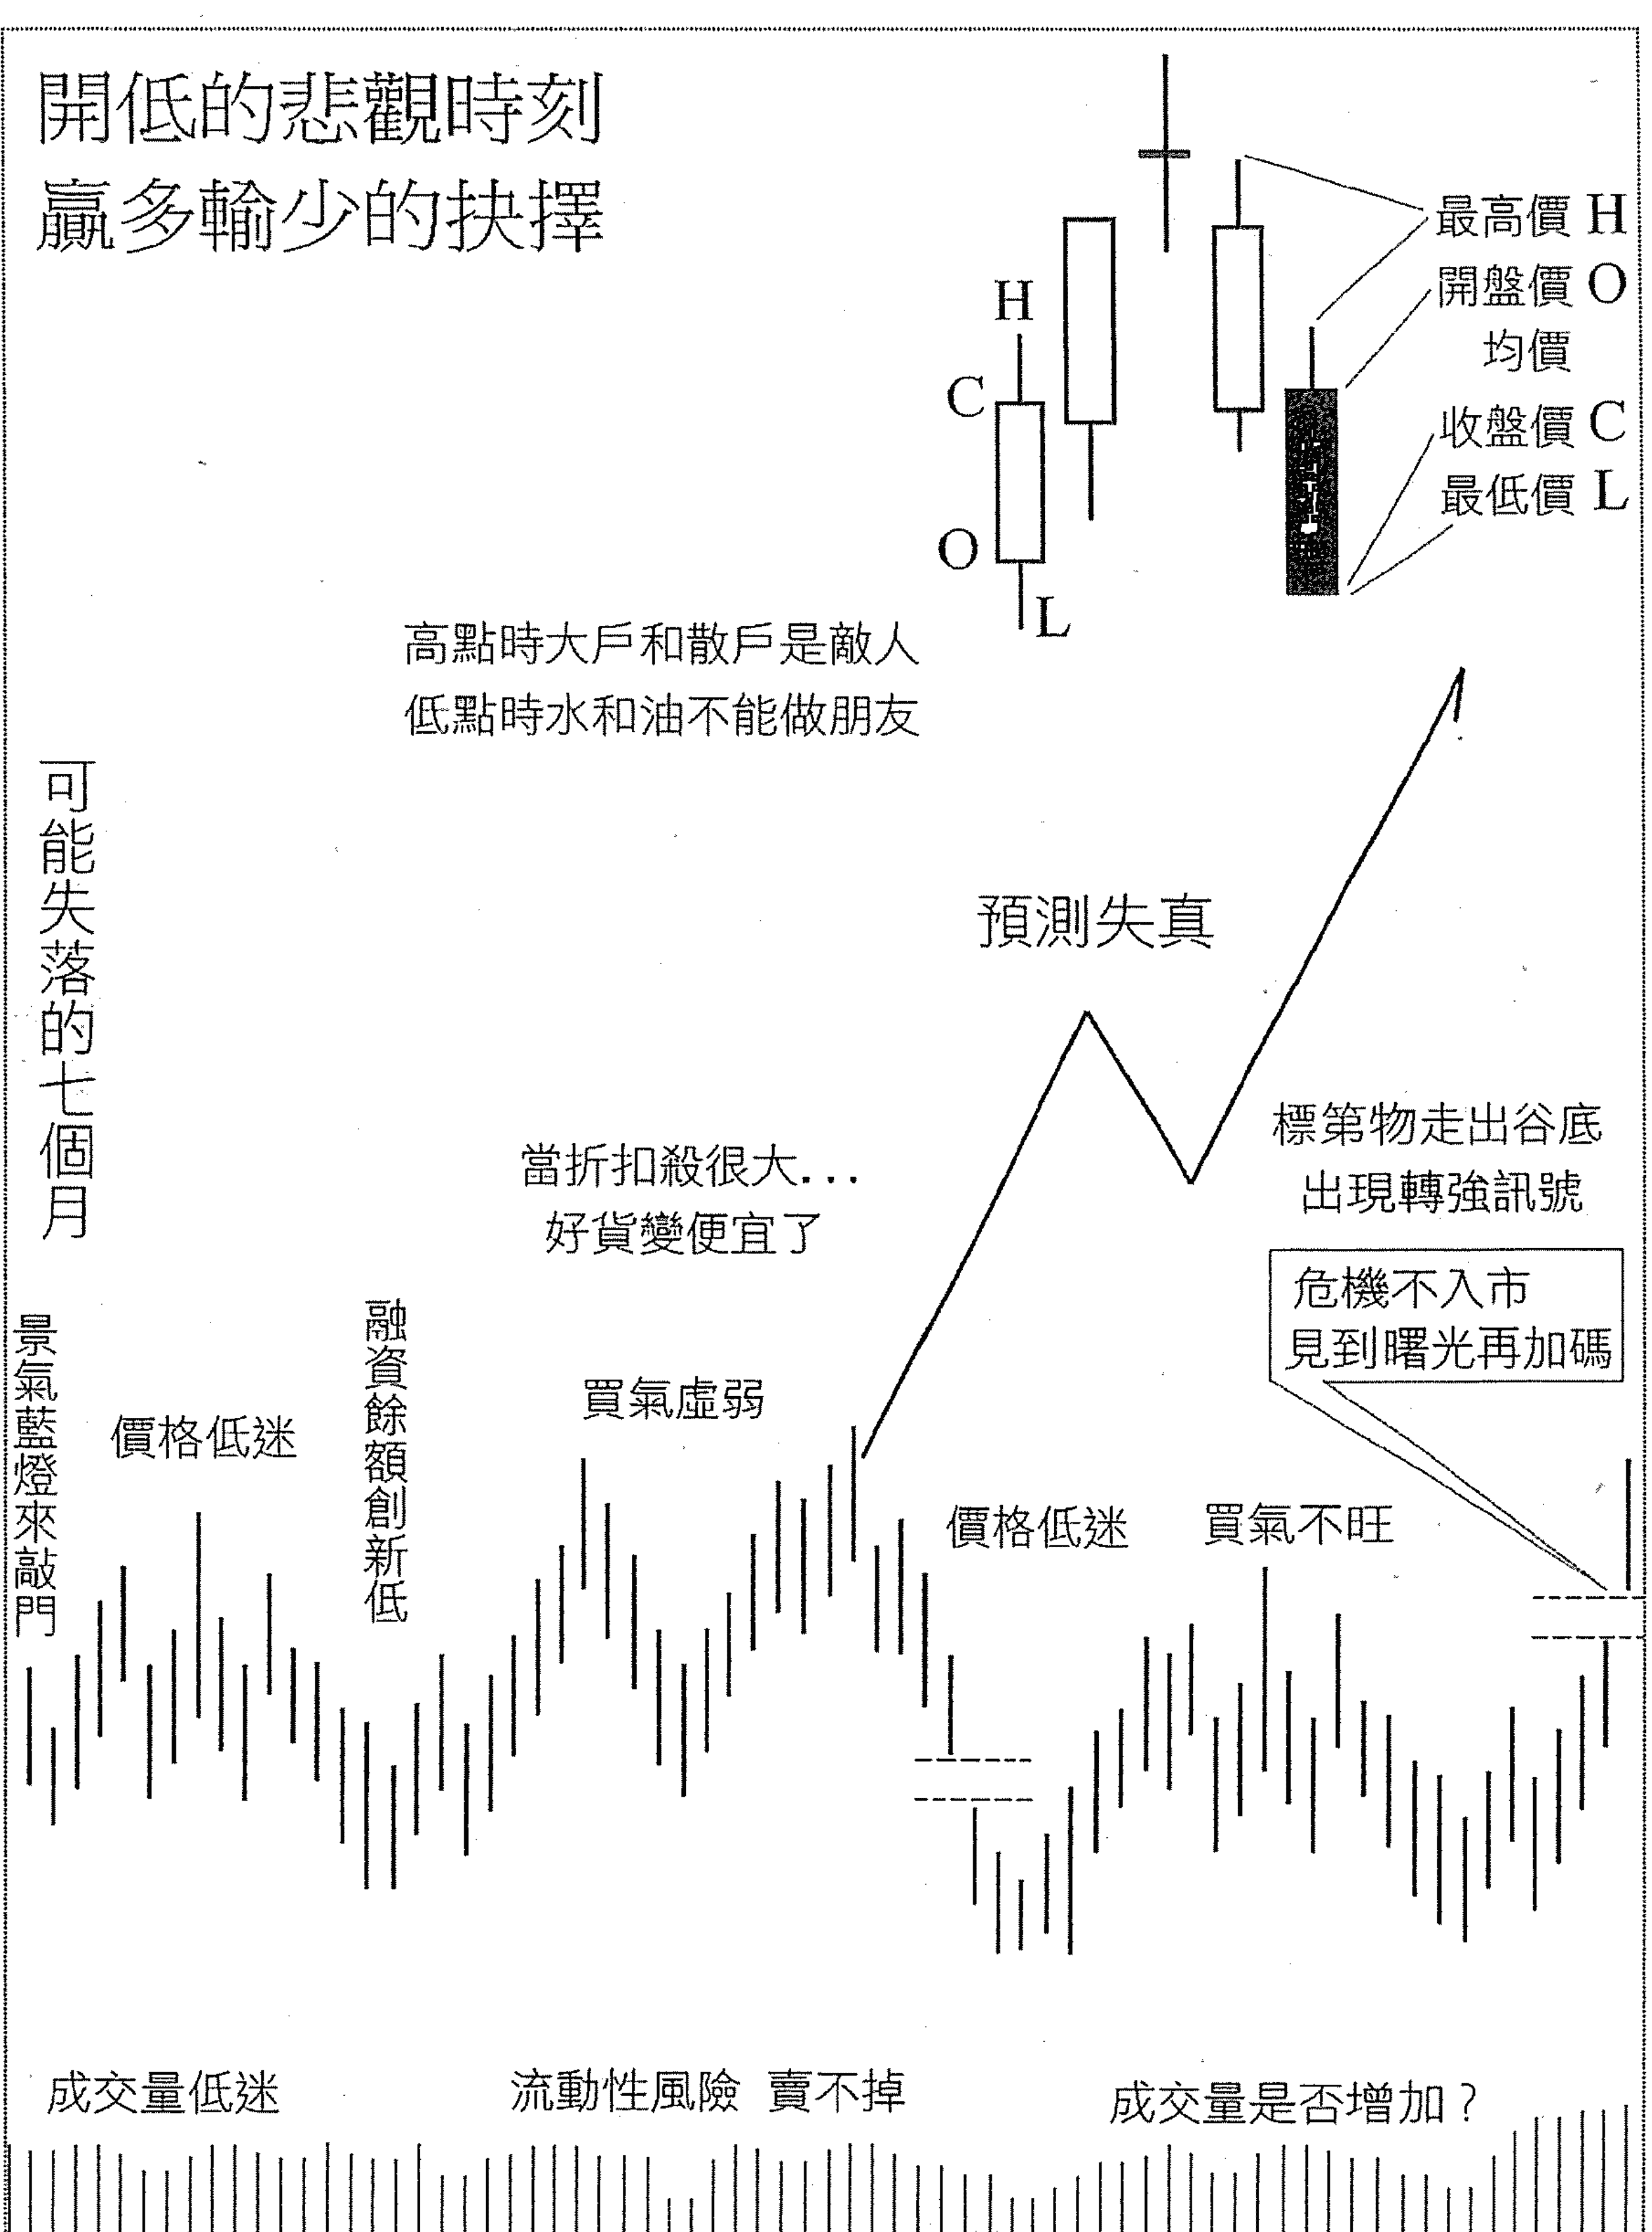 開低的悲觀時刻
贏多輸少的抉擇
最高價 H
開盤價 O
均價
收盤價 C
最低價 L
H
C
O
L
高點時大戶和散戶是敵人
低點時水和油不能做朋友
可能失落的七個月
預測失真
標第物走出谷底
出現轉強訊號
當折扣殺很大...
好貨變便宜了
危機不入市
見到曙光再加碼
景氣藍燈來敲門
價格低迷
融資餘額創新低
買氣虛弱
價格低迷
買氣不旺
成交量低迷
流動性風險 賣不掉
成交量是否增加?